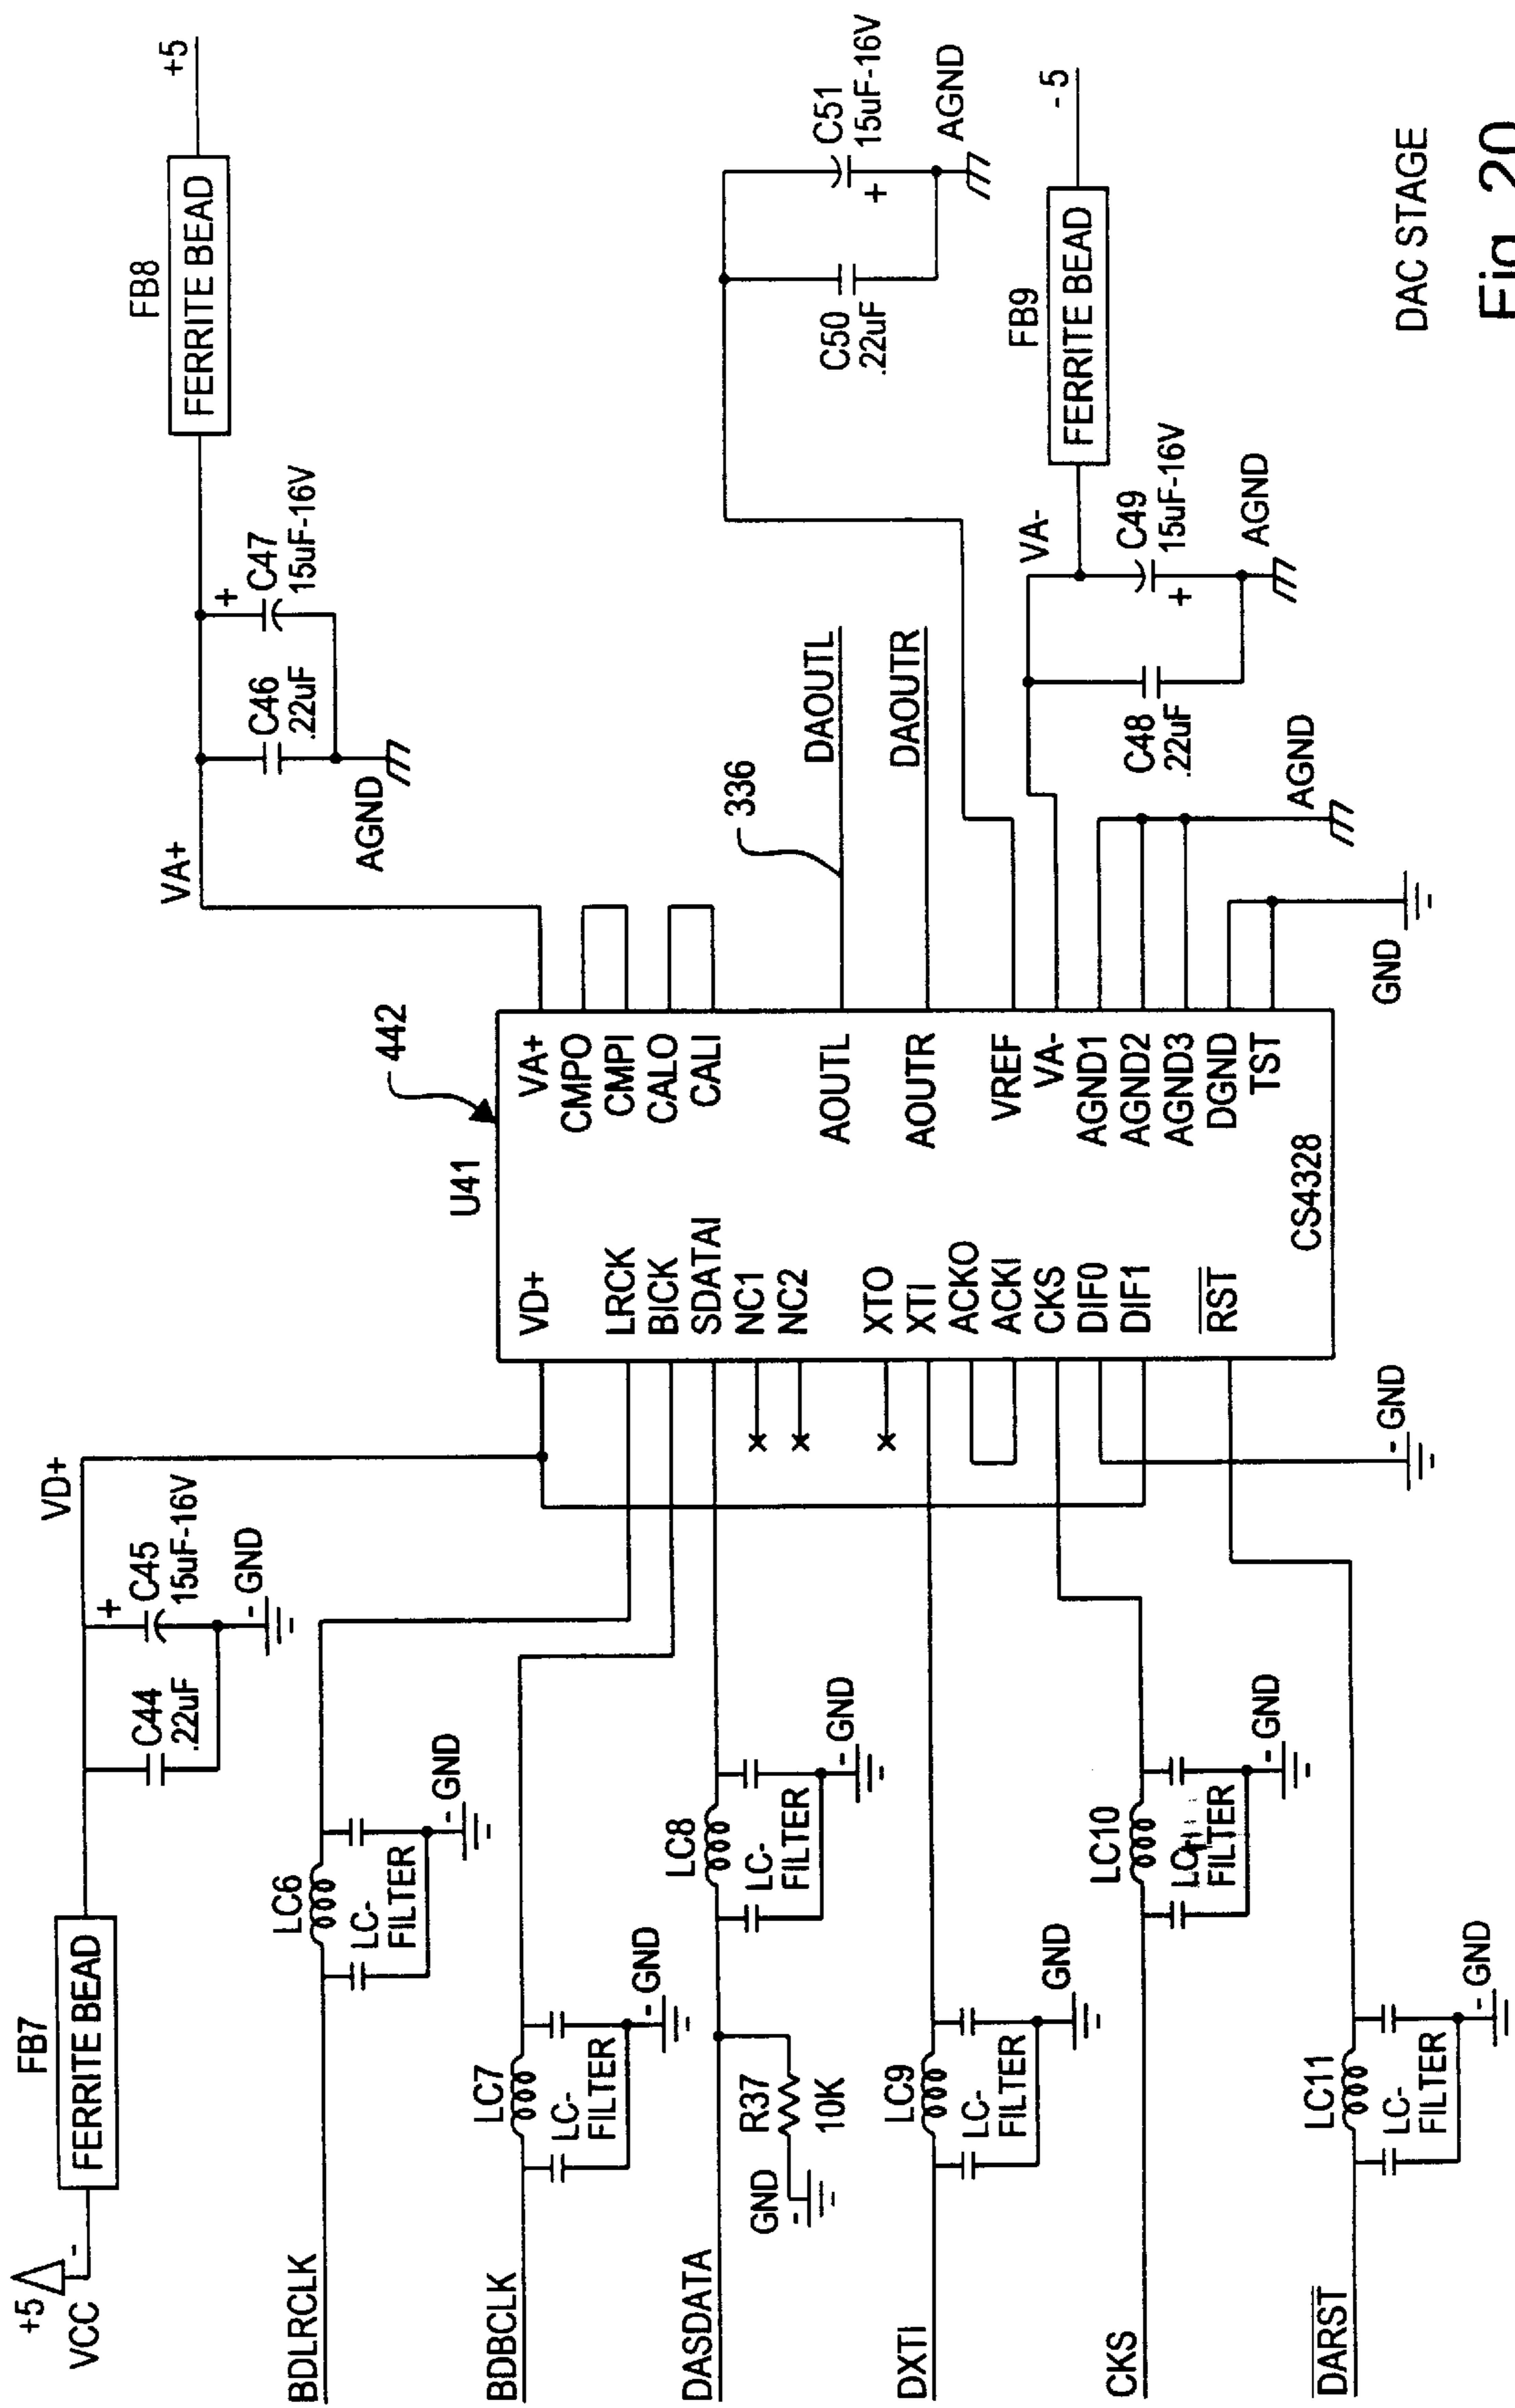 +5
VCC
-
FB7
FERRITE BEAD
C44
.22uF
+
C45
15uF-16V
- GND
VD+
BDLRCLK
LC6
LC-
FILTER
- GND
BDBCLK
LC7
LC-
FILTER
- GND
DASDATA
GND
-
R37
10K
LC8
LC-
FILTER
- GND
DXTI
LC9
LC-
FILTER
GND
CKS
LC10
FILTER
- GND
DARST
LC11
LC-
FILTER
- GND
- GND
U41
442
VD+
LRCK
BICK
SDATAI
NC1
NC2
XTO
XTI
ACKO
ACKI
CKS
DIF0
DIF1
RST
VA+
CMPO
CMPI
CALO
CALI
AOUTL
AOUTR
VREF
VA-
AGND1
AGND2
AGND3
DGND
TST
CS4328
VA+
AGND
C46
.22uF
+
C47
15uF-16V
FB8
FERRITE BEAD
+5
336
DAOUTL
DAOUTR
C50
.22uF
C51
15uF-16V
+
AGND
VA-
C48
.22uF
C49
15uF-16V
+
AGND
FB9
FERRITE BEAD
- 5
AGND
GND
DAC STAGE
Fig. 20